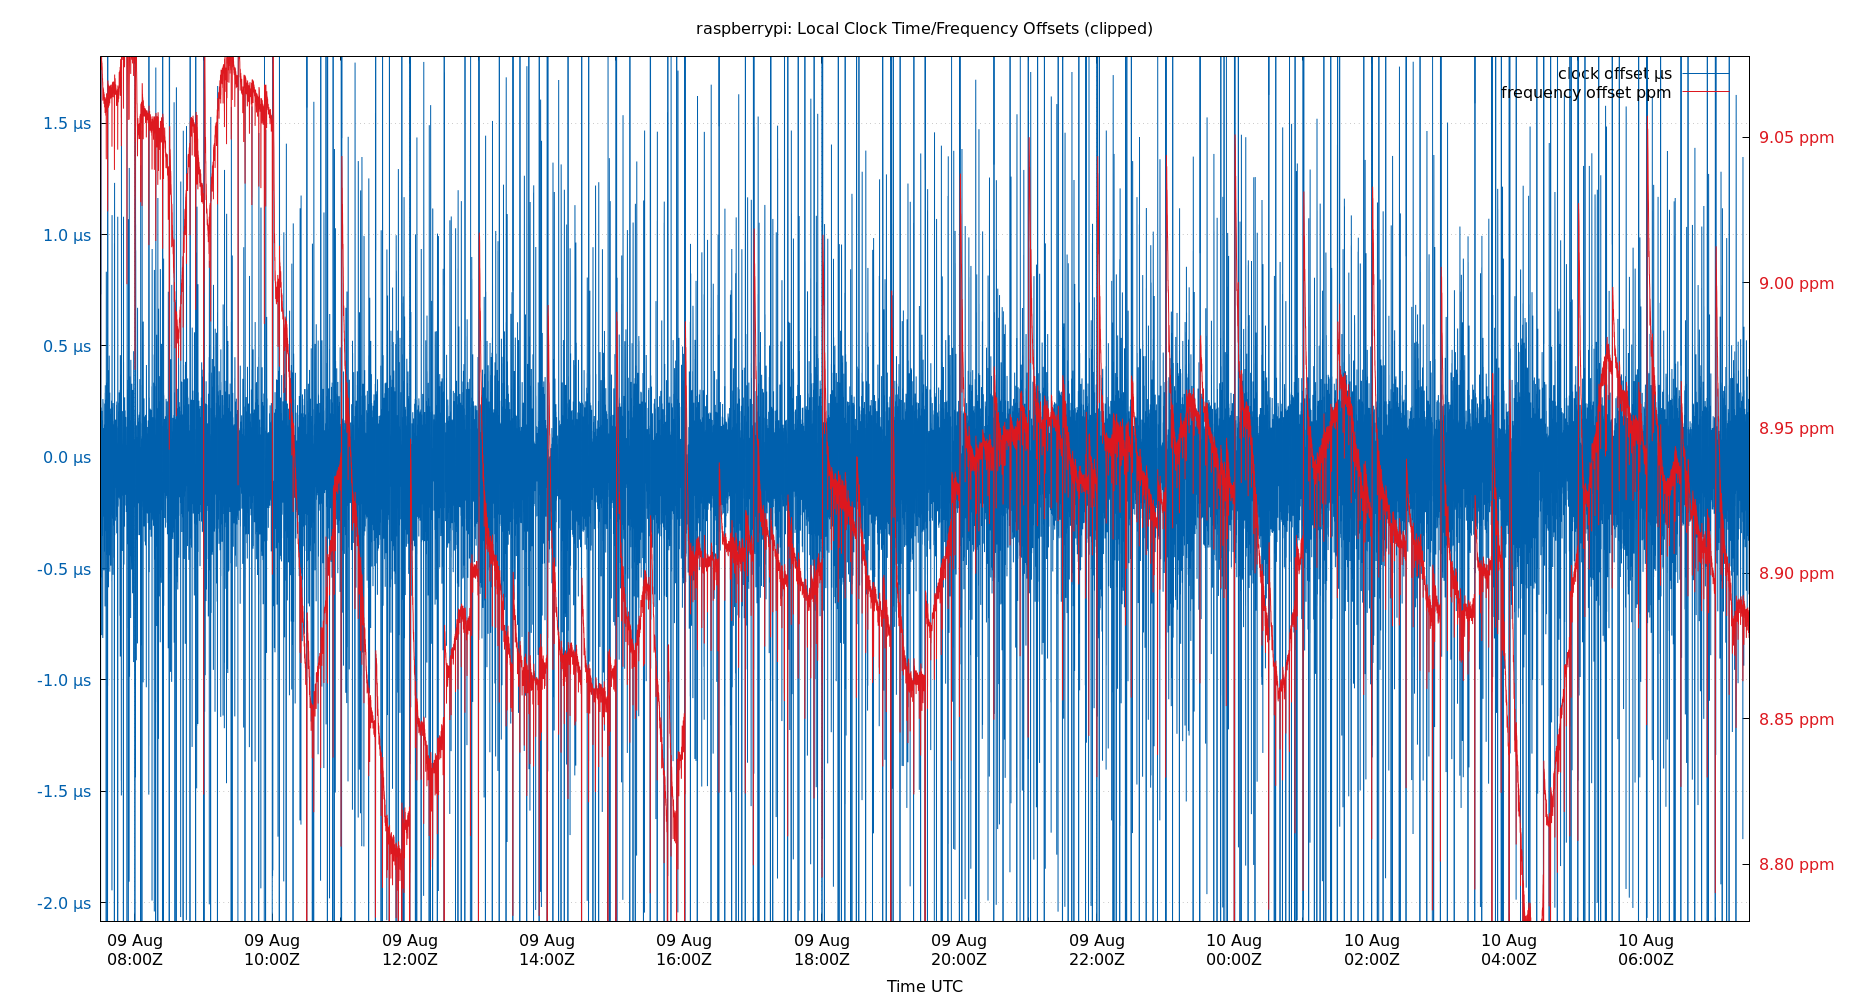 raspberrypi: Local Clock Time/Frequency Offsets (clipped)
clock offset µs
frequency offset ppm
1.5 µs
1.0 µs
0.5 µs
0.0 µs
-0.5 µs
-1.0 µs
-1.5 µs
-2.0 µs
9.05 ppm
9.00 ppm
8.95 ppm
8.90 ppm
8.85 ppm
8.80 ppm
09 Aug 09 Aug 09 Aug 09 Aug 09 Aug 09 Aug 09 Aug 09 Aug 10 Aug 10 Aug 10 Aug 10 Aug
08:00Z 10:00Z 12:00Z 14:00Z 16:00Z 18:00Z 20:00Z 22:00Z 00:00Z 02:00Z 04:00Z 06:00Z
Time UTC